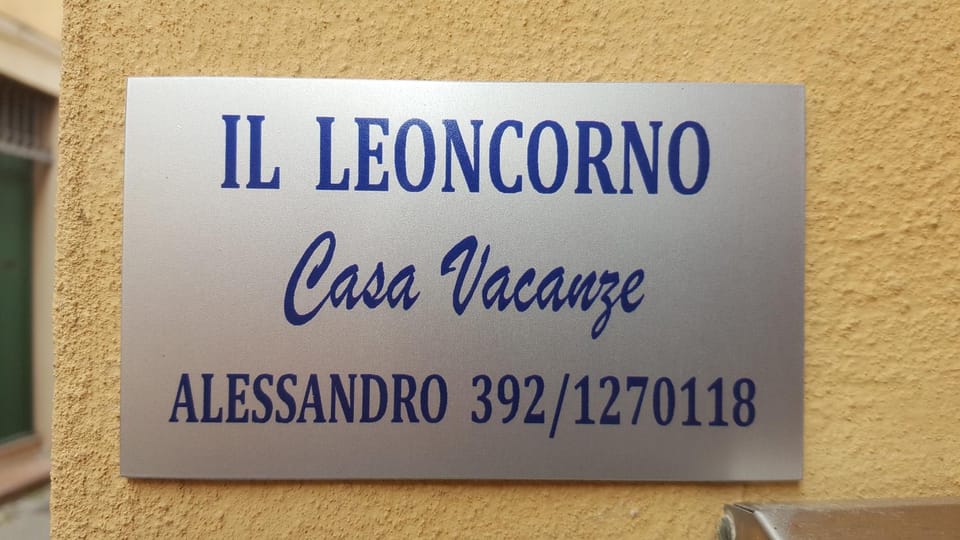 IL LEONCORNO
Casa Vacanze
ALESSANDRO 392/1270118